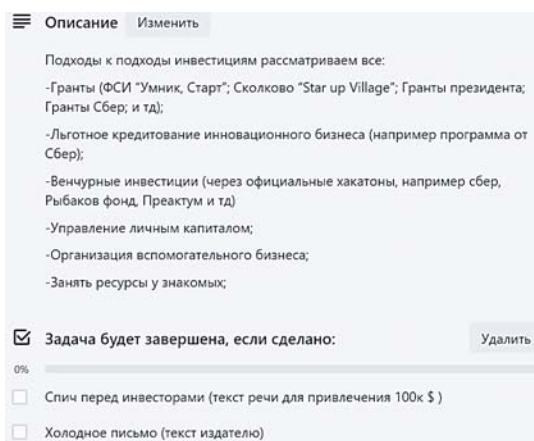 Описание Изменить
Подходы к подходы инвестициям рассматриваем все:
-Гранты (ФСИ "Умник, Старт"; Сколково "Star up Village"; Гранты президента;
Гранты Сбер; и тд);
-Льготное кредитование инновационного бизнеса (например программа от
Сбер);
-Венчурные инвестиции (через официальные хакатоны, например сбер,
Рыбаков фонд, Преактум и тд)
-Управление личным капиталом;
-Организация вспомогательного бизнеса;
-Занять ресурсы у знакомых;
Задача будет завершена, если сделано: Удалить
0%
Спич перед инвесторами (текст речи для привлечения 100к $ )
Холодное письмо (текст издателю)